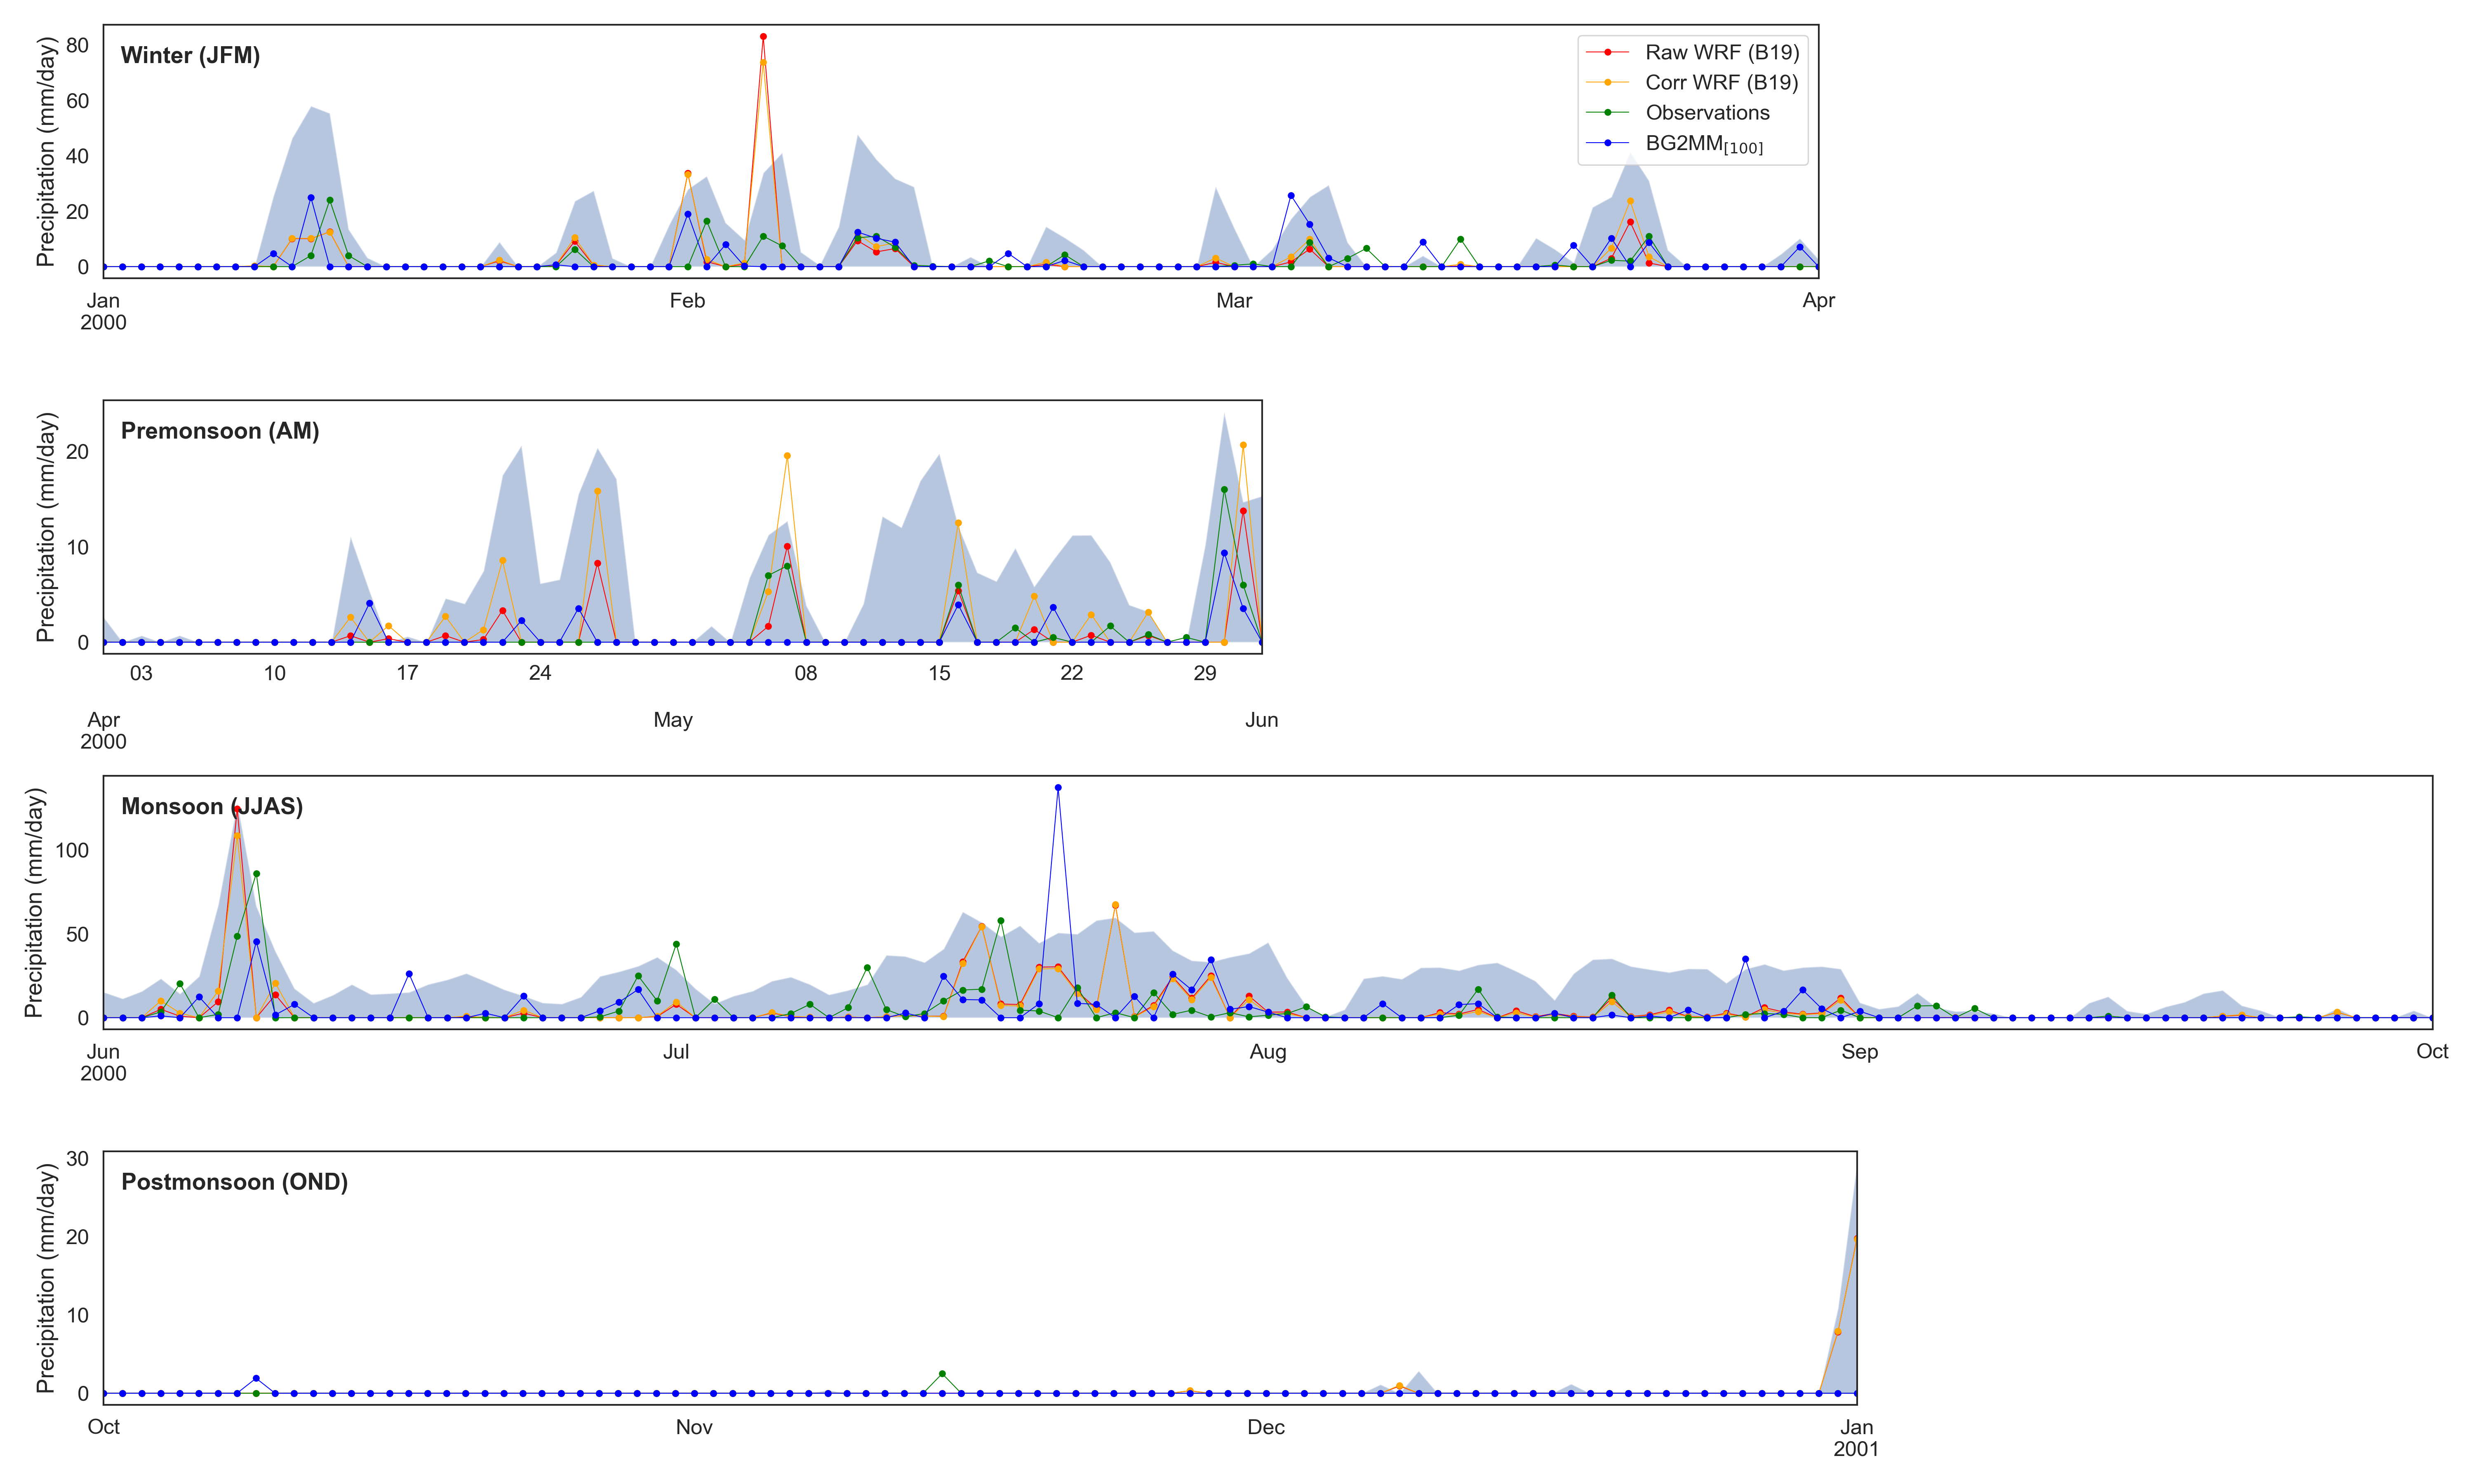 Winter (JFM)
Precipitation (mm/day)
80
60
40
20
0
Raw WRF (B19)
Corr WRF (B19)
Observations
BG2MM[100]
Jan Feb Mar Apr
2000
Premonsoon (AM)
Precipitation (mm/day)
20
10
0
03 10 17 24 08 15 22 29
Apr May Jun
2000
Monsoon (JJAS)
Precipitation (mm/day)
100
50
0
Jun Jul Aug Sep Oct
2000
Postmonsoon (OND)
Precipitation (mm/day)
30
20
10
0
Oct Nov Dec Jan
2001